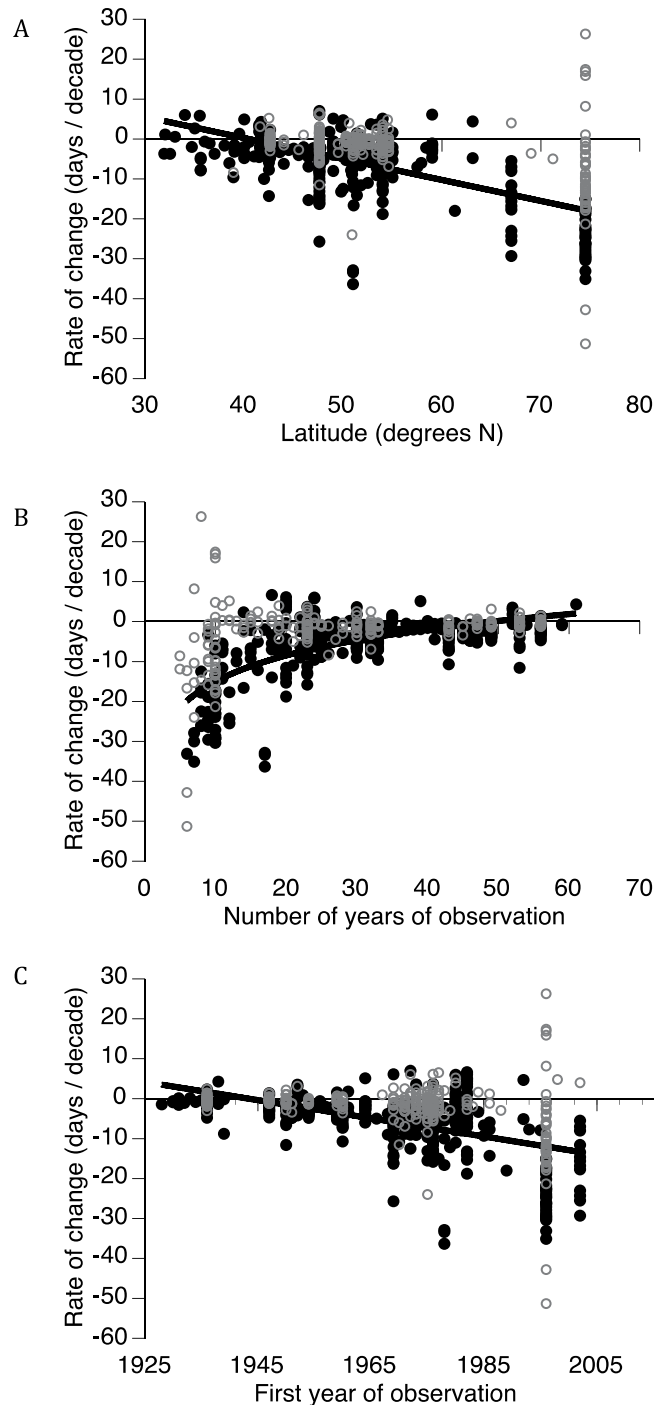 A
Rate of change (days / decade)
30
20
10
0
-10
-20
-30
-40
-50
-60
30 40 50 60 70 80
Latitude (degrees N)
B
Rate of change (days / decade)
30
20
10
0
-10
-20
-30
-40
-50
-60
0 10 20 30 40 50 60 70
Number of years of observation
C
Rate of change (days / decade)
30
20
10
0
-10
-20
-30
-40
-50
-60
1925 1945 1965 1985 2005
First year of observation